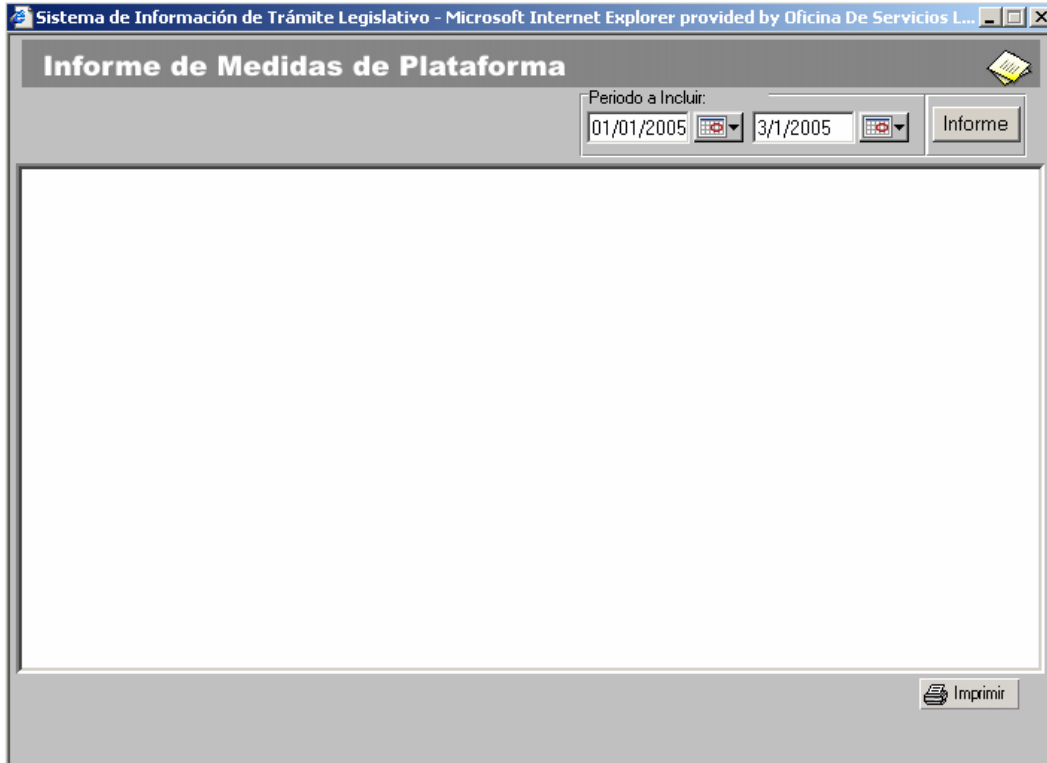 Sistema de Información de Trámite Legislativo - Microsoft Internet Explorer provided by Oficina De Servicios L...
Informe de Medidas de Plataforma
Periodo a Incluir:
01/01/2005 3/1/2005 Informe
Imprimir